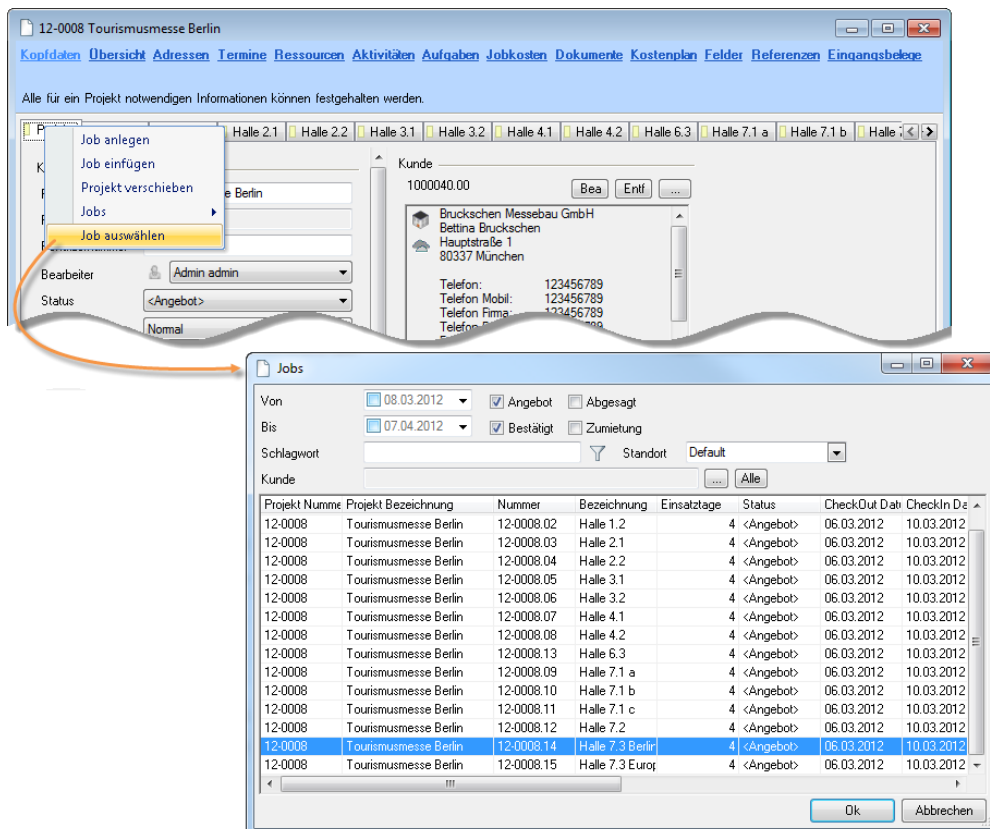 12-0008 Tourismusmesse Berlin
Kopfdaten Übersicht Adressen Termine Ressourcen Aktivitäten Aufgaben Jobkosten Dokumente Kostenplan Felder Referenzen Eingangsbelege
Alle für ein Projekt notwendigen Informationen können festgehalten werden.
Halle 2.1 Halle 2.2 Halle 3.1 Halle 3.2 Halle 4.1 Halle 4.2 Halle 6.3 Halle 7.1 a Halle 7.1 b Halle
Job anlegen
Job einfügen
Projekt verschieben
Jobs
Job auswählen
e Berlin
Bearbeiter Admin admin
Status <Angebot>
Normal
Kunde
1000040.00 Bea Entf ...
Bruckschen Messebau GmbH
Bettina Bruckschen
Hauptstraße 1
80337 München
Telefon: 123456789
Telefon Mobil: 123456789
Telefon Firma: 123456789
Telefon
Jobs
Von 08.03.2012 Angebot Abgesagt
Bis 07.04.2012 Bestätigt Zumietung
Schlagwort Standort Default
Kunde ... Alle
Projekt Numme Projekt Bezeichnung Nummer Bezeichnung Einsatztage Status CheckOut Dat CheckIn Da
12-0008 Tourismusmesse Berlin 12-0008.02 Halle 1.2 4 <Angebot> 06.03.2012 10.03.2012
12-0008 Tourismusmesse Berlin 12-0008.03 Halle 2.1 4 <Angebot> 06.03.2012 10.03.2012
12-0008 Tourismusmesse Berlin 12-0008.04 Halle 2.2 4 <Angebot> 06.03.2012 10.03.2012
12-0008 Tourismusmesse Berlin 12-0008.05 Halle 3.1 4 <Angebot> 06.03.2012 10.03.2012
12-0008 Tourismusmesse Berlin 12-0008.06 Halle 3.2 4 <Angebot> 06.03.2012 10.03.2012
12-0008 Tourismusmesse Berlin 12-0008.07 Halle 4.1 4 <Angebot> 06.03.2012 10.03.2012
12-0008 Tourismusmesse Berlin 12-0008.08 Halle 4.2 4 <Angebot> 06.03.2012 10.03.2012
12-0008 Tourismusmesse Berlin 12-0008.13 Halle 6.3 4 <Angebot> 06.03.2012 10.03.2012
12-0008 Tourismusmesse Berlin 12-0008.09 Halle 7.1 a 4 <Angebot> 06.03.2012 10.03.2012
12-0008 Tourismusmesse Berlin 12-0008.10 Halle 7.1 b 4 <Angebot> 06.03.2012 10.03.2012
12-0008 Tourismusmesse Berlin 12-0008.11 Halle 7.1 c 4 <Angebot> 06.03.2012 10.03.2012
12-0008 Tourismusmesse Berlin 12-0008.12 Halle 7.2 4 <Angebot> 06.03.2012 10.03.2012
12-0008 Tourismusmesse Berlin 12-0008.14 Halle 7.3 Berlin 4 <Angebot> 06.03.2012 10.03.2012
12-0008 Tourismusmesse Berlin 12-0008.15 Halle 7.3 Europ 4 <Angebot> 06.03.2012 10.03.2012
Ok Abbrechen